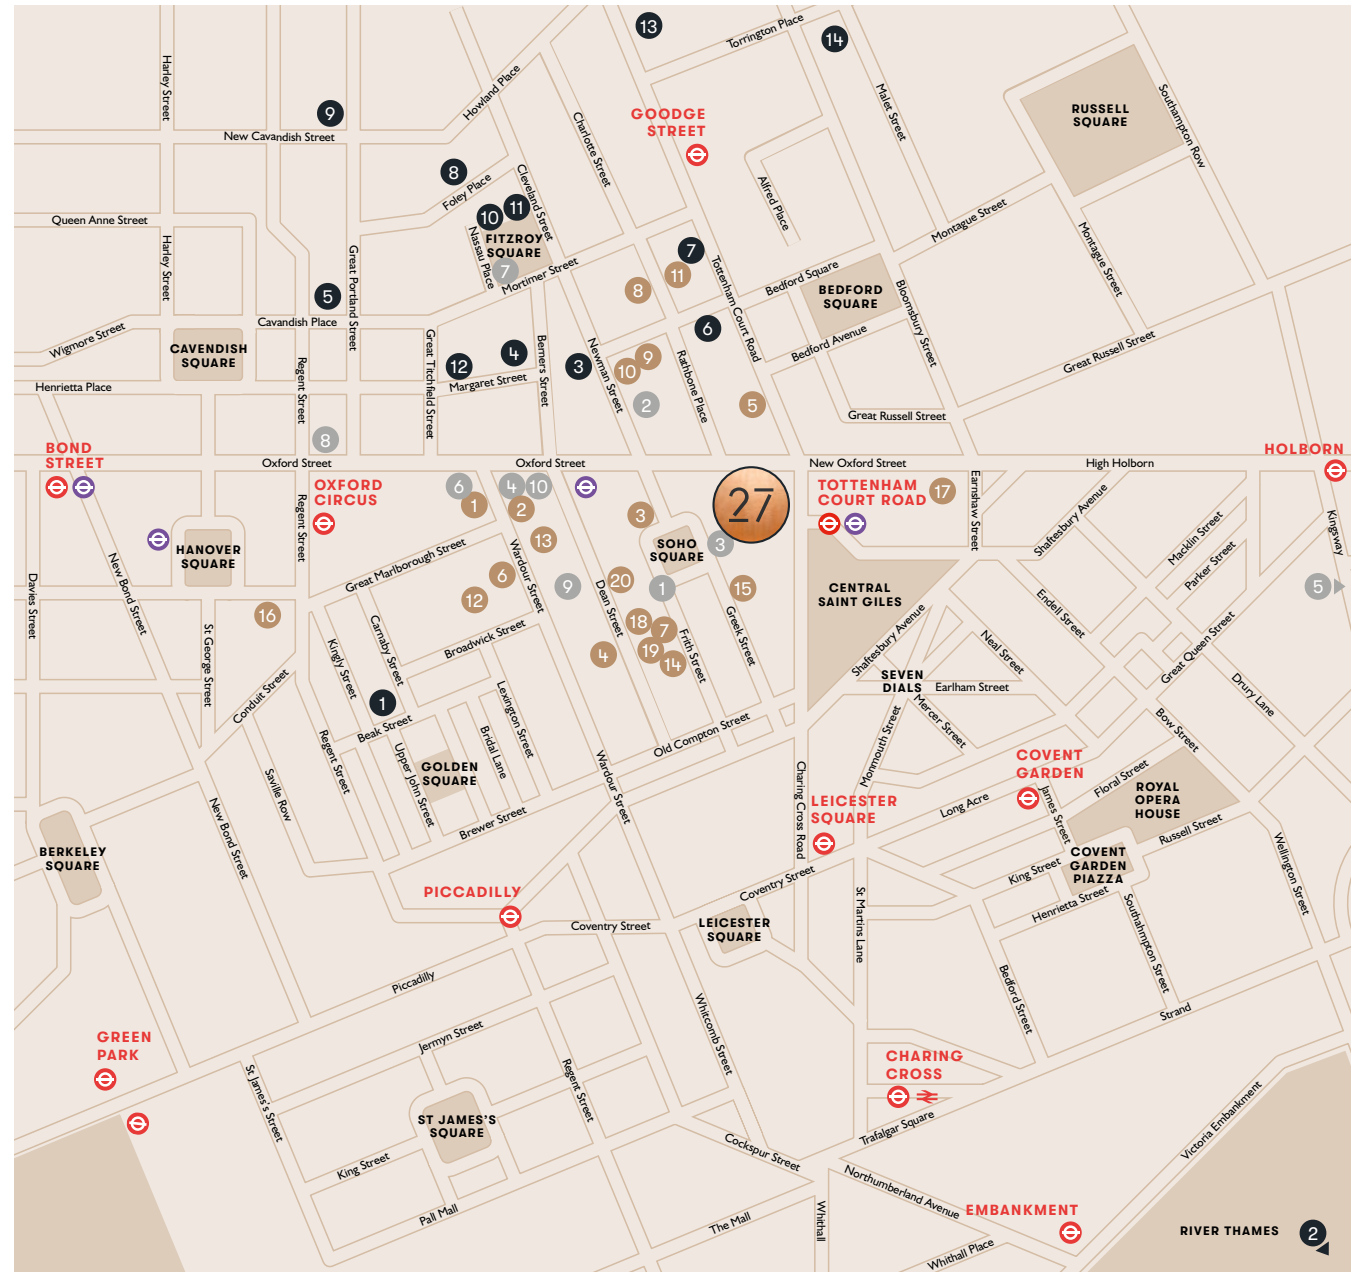 13
14
Torrington Place
Harley Street
Howland Place
9
New Cavandish Street
GOODGE
STREET
Charlotte Street
Malet Street
RUSSELL
SQUARE
Southampton Row
8
Foley Place
Cleveland Street
Alfred Place
Queen Anne Street
10
11
Nassau Place
FITZROY
SQUARE
7
Mortimer Street
Harley Street
Great Portland Street
Montague Street
Montague Street
7
11
8
Tottenham Court Road
Bedford Square
BEDFORD
SQUARE
Bloomsbury Street
5
Cavandish Place
Wigmore Street
CAVENDISH
SQUARE
6
Bedford Avenue
Great Russell Street
Regent Street
Great Titchfield Street
12
4
Margaret Street
Berners Street
3
Newman Street
9
10
2
Rathbone Place
5
Henrietta Place
Great Russell Street
8
BOND
STREET
Oxford Street
Oxford Street
New Oxford Street
High Holborn
HOLBORN
OXFORD
CIRCUS
Regent Street
6
1
4
10
2
27
TOTTENHAM
COURT ROAD
17
Earnshaw Street
Shaftesbury Avenue
Macklin Street
Parker Street
Kingsway
3
SOHO
SQUARE
3
13
HANOVER
SQUARE
Great Marlborough Street
Wardour Street
6
12
9
20
1
15
Dean Street
CENTRAL
SAINT GILES
5
Davies Street
New Bond Street
16
St George Street
Kingly Street
Carnaby Street
Broadwick Street
18
7
19
14
4
Frith Street
Greek Street
Endell Street
Neal Street
Great Queen Street
Shaftesbury Avenue
SEVEN
DIALS
Earlham Street
Mercer Street
Drury Lane
Conduit Street
1
Beak Street
Lexington Street
Bridal Lane
Upper John Street
GOLDEN
SQUARE
Old Compton Street
Monmouth Street
Bow Street
Regent Street
Saville Row
New Bond Street
Brewer Street
Wardour Street
Charing Cross Road
LEICESTER
SQUARE
Long Acre
COVENT
GARDEN
James Street
Floral Street
ROYAL
OPERA
HOUSE
Russell Street
BERKELEY
SQUARE
COVENT
GARDEN
PIAZZA
King Street
Henrietta Street
Southahmpton Street
Wellington Street
PICCADILLY
Coventry Street
Coventry Street
LEICESTER
SQUARE
St Martins Lane
Bedford Street
Piccadilly
Strand
Whitcomb Street
Jermyn Street
Regent Street
GREEN
PARK
St James's Street
ST JAMES'S
SQUARE
CHARING
CROSS
Trafalgar Square
Victoria Embankment
King Street
Cockspur Street
Northumberland Avenue
Pall Mall
The Mall
Whithall
EMBANKMENT
Whithall Place
RIVER THAMES
2